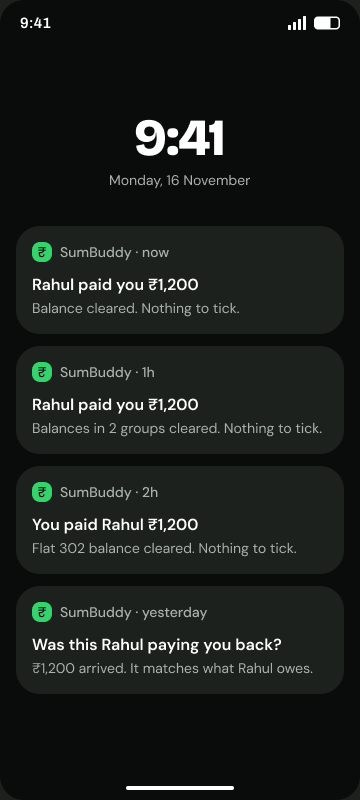 9:41
9:41
Monday, 16 November
₹
SumBuddy · now
Rahul paid you ₹1,200
Balance cleared. Nothing to tick.
₹
SumBuddy · 1h
Rahul paid you ₹1,200
Balances in 2 groups cleared. Nothing to tick.
₹
SumBuddy · 2h
You paid Rahul ₹1,200
Flat 302 balance cleared. Nothing to tick.
₹
SumBuddy · yesterday
Was this Rahul paying you back?
₹1,200 arrived. It matches what Rahul owes.